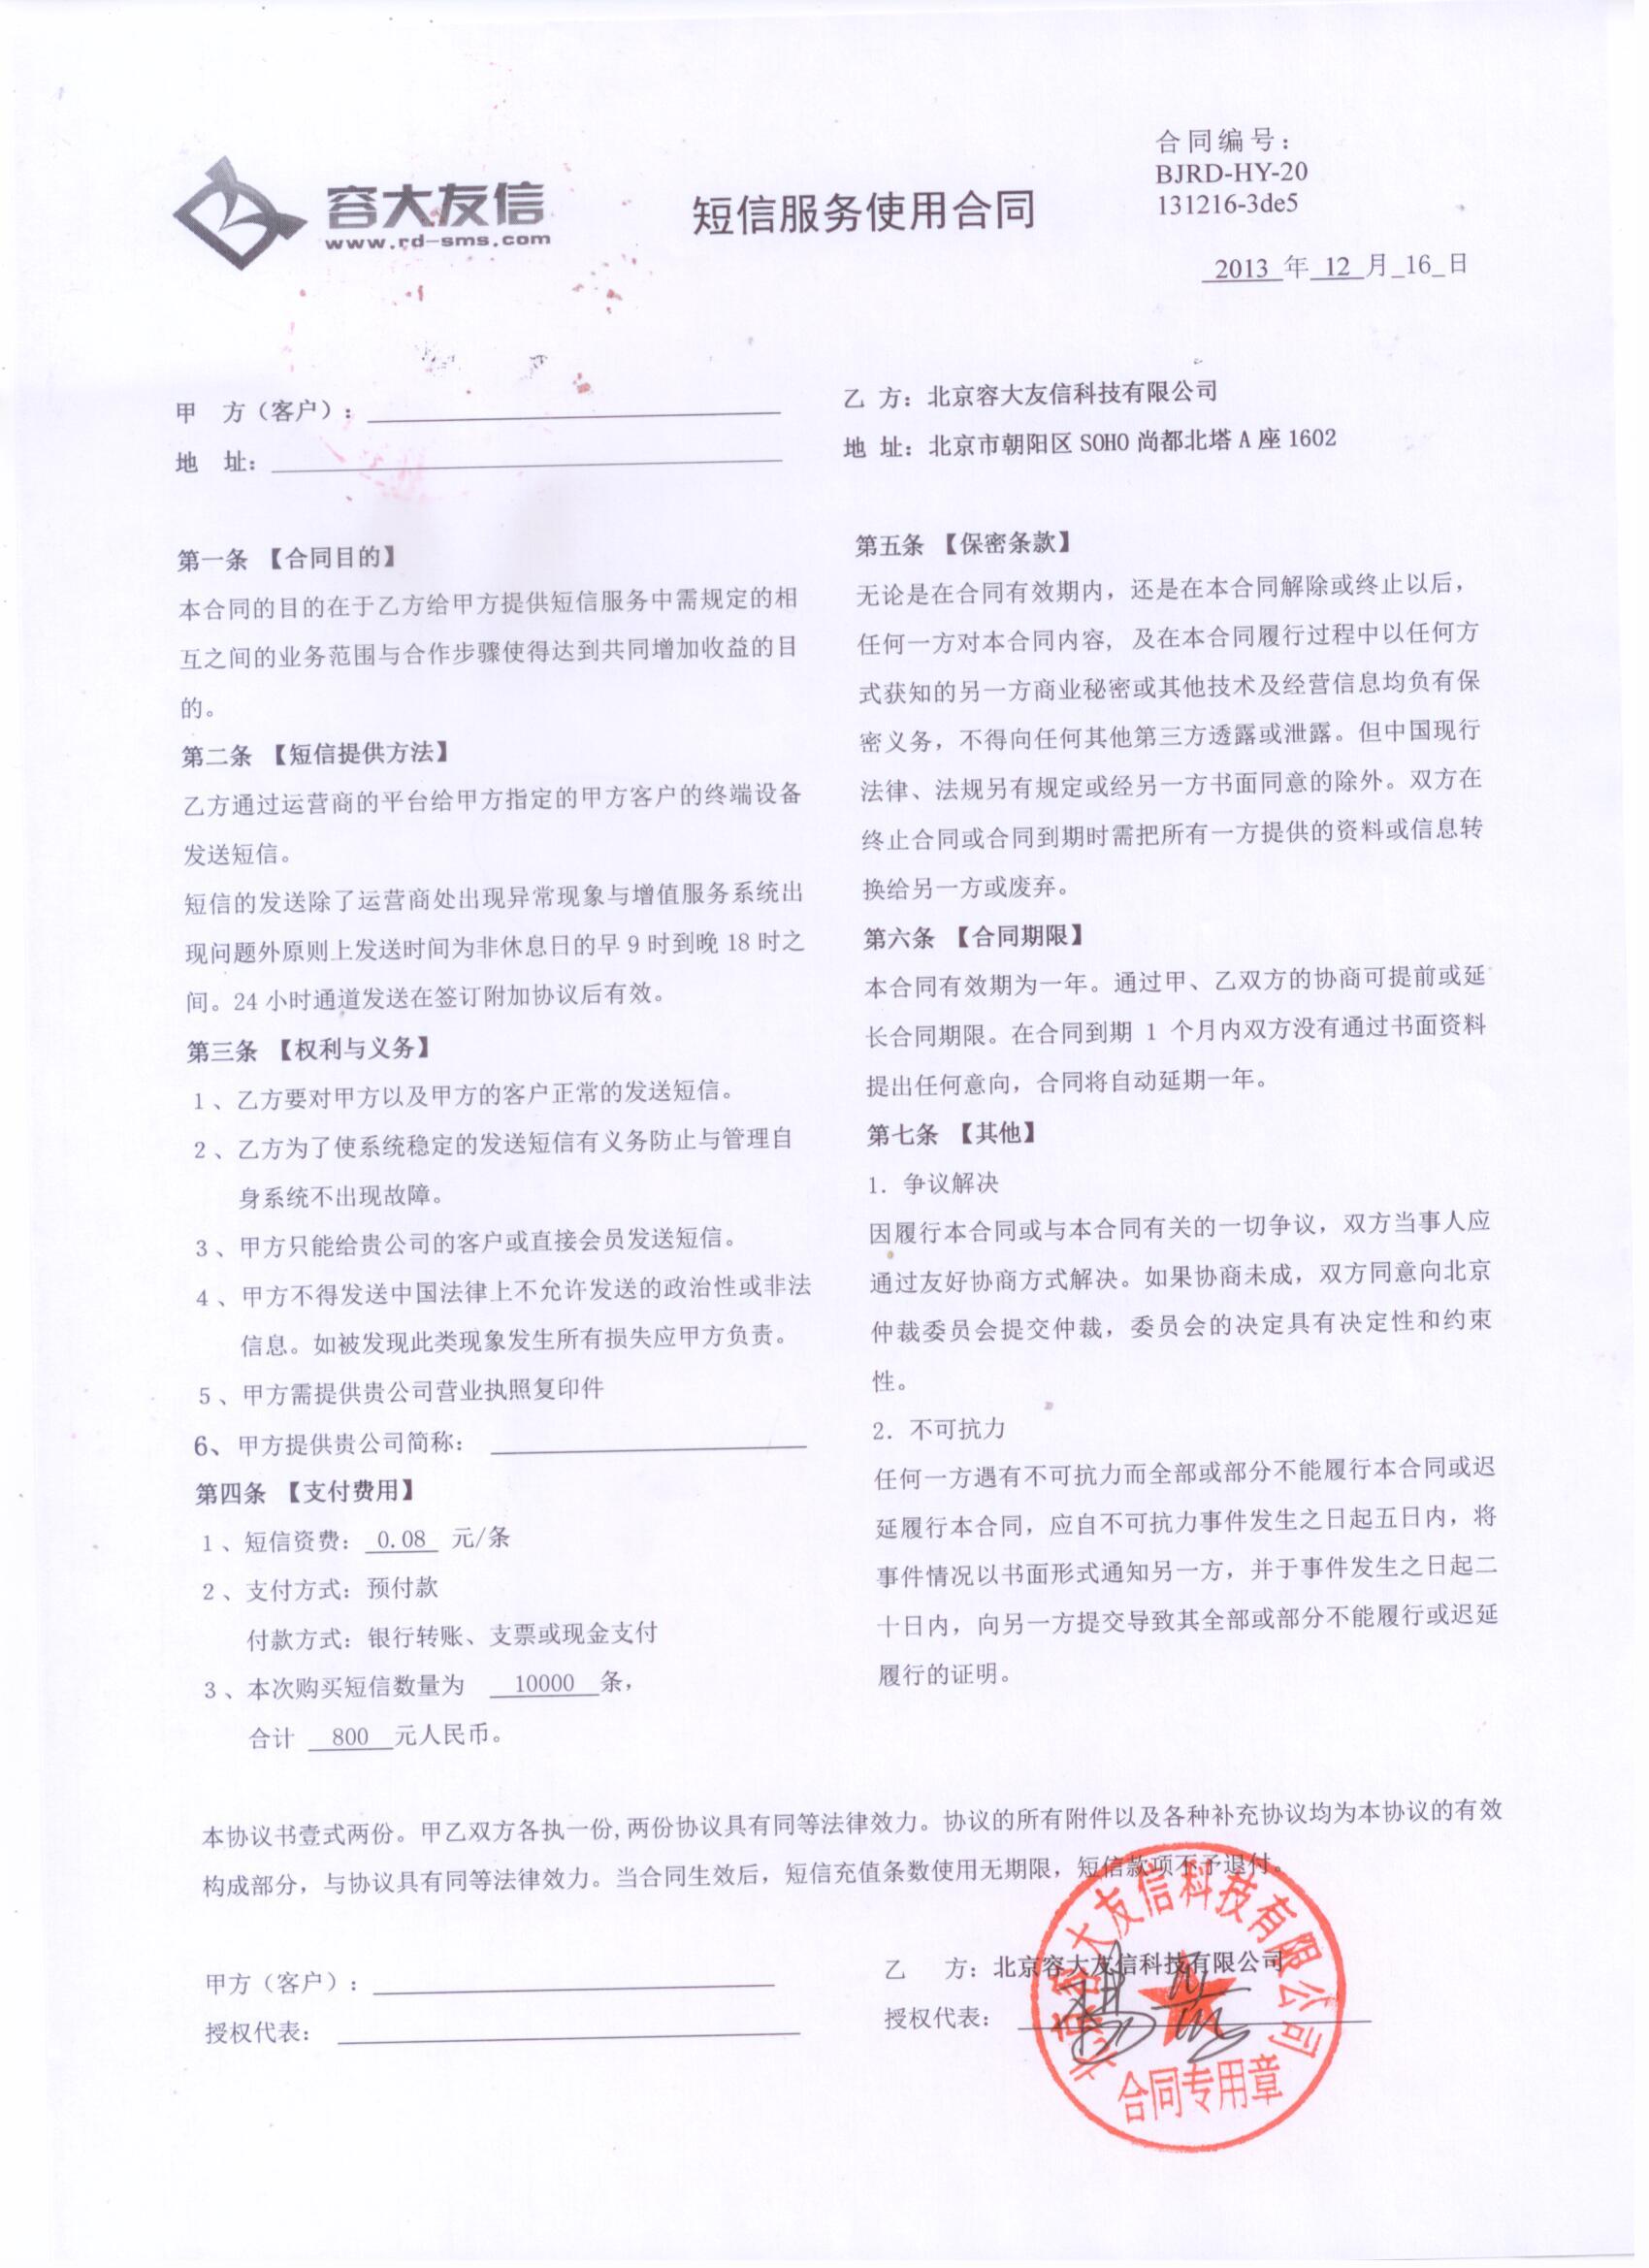 容大友信
www.rd-sms.com
短信服务使用合同
合同编号：
BJRD-HY-20
131216-3de5
2013 年 12 月 16 日
甲 方（客户）：
地 址：
乙 方：北京容大友信科技有限公司
地 址：北京市朝阳区 SOHO 尚都北塔 A 座 1602
第一条 【合同目的】
本合同的目的在于乙方给甲方提供短信服务中需规定的相
互之间的业务范围与合作步骤使得达到共同增加收益的目
的。
第二条 【短信提供方法】
乙方通过运营商的平台给甲方指定的甲方客户的终端设备
发送短信。
短信的发送除了运营商处出现异常现象与增值服务系统出
现问题外原则上发送时间为非休息日的早 9 时到晚 18 时之
间。24 小时通道发送在签订附加协议后有效。
第三条 【权利与义务】
1、乙方要对甲方以及甲方的客户正常的发送短信。
2、乙方为了使系统稳定的发送短信有义务防止与管理自
身系统不出现故障。
3、甲方只能给贵公司的客户或直接会员发送短信。
4、甲方不得发送中国法律上不允许发送的政治性或非法
信息。如被发现此类现象发生所有损失应甲方负责。
5、甲方需提供贵公司营业执照复印件
6、甲方提供贵公司简称：
第四条 【支付费用】
1、短信资费： 0.08 元/条
2、支付方式：预付款
付款方式：银行转账、支票或现金支付
3、本次购买短信数量为 10000 条，
合计 800 元人民币。
第五条 【保密条款】
无论是在合同有效期内，还是在本合同解除或终止以后，
任何一方对本合同内容，及在本合同履行过程中以任何方
式获知的另一方商业秘密或其他技术及经营信息均负有保
密义务，不得向任何其他第三方透露或泄露。但中国现行
法律、法规另有规定或经另一方书面同意的除外。双方在
终止合同或合同到期时需把所有一方提供的资料或信息转
换给另一方或废弃。
第六条 【合同期限】
本合同有效期为一年。通过甲、乙双方的协商可提前或延
长合同期限。在合同到期 1 个月内双方没有通过书面资料
提出任何意向，合同将自动延期一年。
第七条 【其他】
1．争议解决
因履行本合同或与本合同有关的一切争议，双方当事人应
通过友好协商方式解决。如果协商未成，双方同意向北京
仲裁委员会提交仲裁，委员会的决定具有决定性和约束
性。
2．不可抗力
任何一方遇有不可抗力而全部或部分不能履行本合同或迟
延履行本合同，应自不可抗力事件发生之日起五日内，将
事件情况以书面形式通知另一方，并于事件发生之日起二
十日内，向另一方提交导致其全部或部分不能履行或迟延
履行的证明。
本协议书壹式两份。甲乙双方各执一份,两份协议具有同等法律效力。协议的所有附件以及各种补充协议均为本协议的有效
构成部分，与协议具有同等法律效力。当合同生效后，短信充值条数使用无期限，短信款项不予退付。
甲方（客户）：
授权代表：
乙 方：北京容大友信科技有限公司
授权代表：
北京容大友信科技有限公司
合同专用章